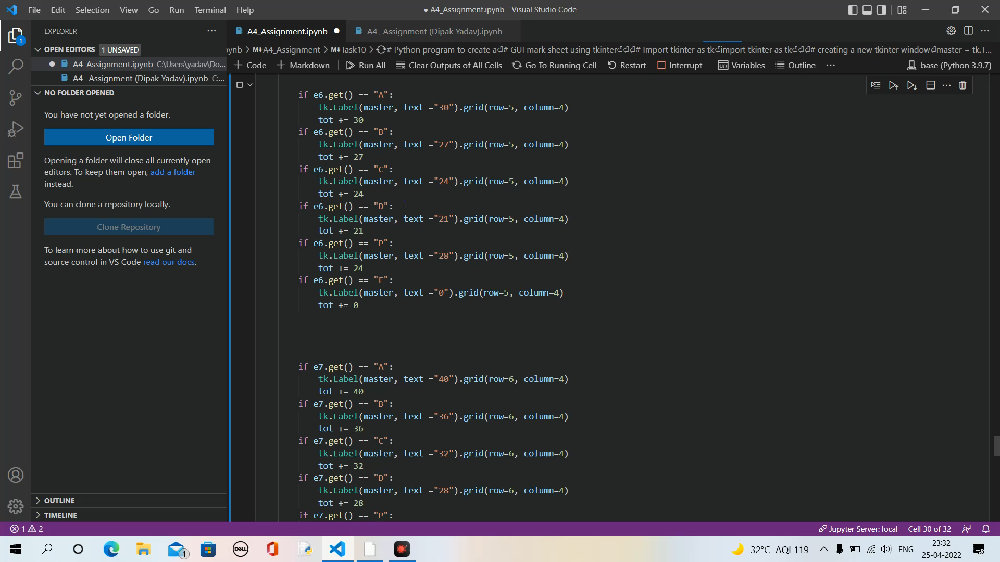 File Edit Selection View Go Run Terminal Help
● A4_Assignment.ipynb - Visual Studio Code
EXPLORER
A4_Assignment.ipynb
A4_ Assignment (Dipak Yadav).ipynb
OPEN EDITORS 1 UNSAVED
ynb > M↓A4_Assignment > M↓Task10 > # Python program to create a⏎# GUI mark sheet using tkinter⏎⏎⏎# Import tkinter as tk⏎import tkinter as tk⏎⏎⏎# creating a new tkinter window⏎master = tk.T...
A4_Assignment.ipynb C:\Users\yadav\Do...
A4_ Assignment (Dipak Yadav).ipynb C:...
Code Markdown Run All Clear Outputs of All Cells Go To Running Cell Restart Interrupt Variables Outline ... base (Python 3.9.7)
NO FOLDER OPENED
You have not yet opened a folder.
Open Folder
Opening a folder will close all currently open
editors. To keep them open, add a folder
instead.
You can clone a repository locally.
Clone Repository
To learn more about how to use git and
source control in VS Code read our docs.
OUTLINE
TIMELINE
if e6.get() == "A":
tk.Label(master, text ="30").grid(row=5, column=4)
tot += 30
if e6.get() == "B":
tk.Label(master, text ="27").grid(row=5, column=4)
tot += 27
if e6.get() == "C":
tk.Label(master, text ="24").grid(row=5, column=4)
tot += 24
if e6.get() == "D":
tk.Label(master, text ="21").grid(row=5, column=4)
tot += 21
if e6.get() == "P":
tk.Label(master, text ="28").grid(row=5, column=4)
tot += 24
if e6.get() == "F":
tk.Label(master, text ="0").grid(row=5, column=4)
tot += 0
if e7.get() == "A":
tk.Label(master, text ="40").grid(row=6, column=4)
tot += 40
if e7.get() == "B":
tk.Label(master, text ="36").grid(row=6, column=4)
tot += 36
if e7.get() == "C":
tk.Label(master, text ="32").grid(row=6, column=4)
tot += 32
if e7.get() == "D":
tk.Label(master, text ="28").grid(row=6, column=4)
tot += 28
if e7.get() == "P":
1 2
Jupyter Server: local Cell 30 of 32
DELL
1
32°C AQI 119
ENG
23:32
25-04-2022